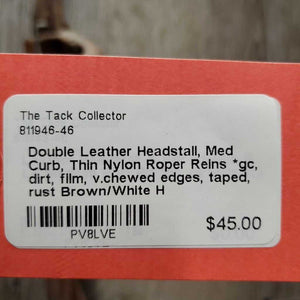 The Tack Collector
811946-46
Double Leather Headstall, Med
Curb, Thin Nylon Roper Reins *gc,
dirt, fllm, v.chewed edges, taped,
rust Brown/White H
PV8LVE
$45.00